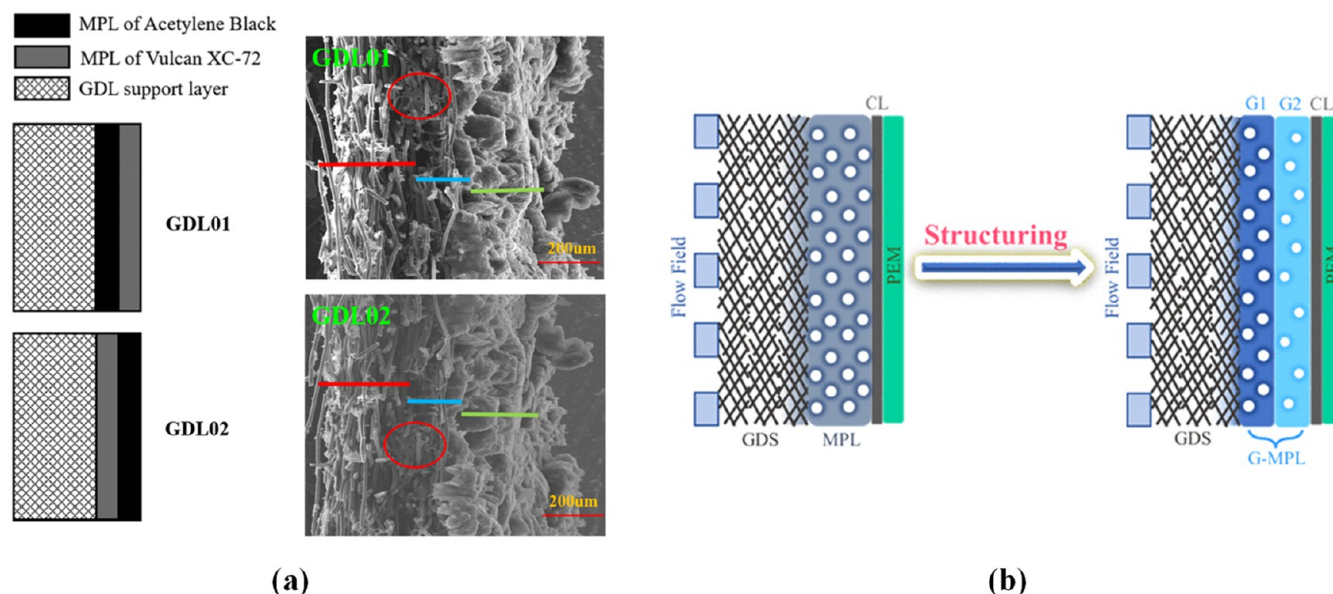 MPL of Acetylene Black
MPL of Vulcan XC-72
GDL support layer
GDL01
GDL02
GDL01
200um
GDL02
200um
(a)
Flow Field
GDS
MPL
CL
PEM
Structuring
Flow Field
GDS
G1 G2 CL
PEM
G-MPL
(b)